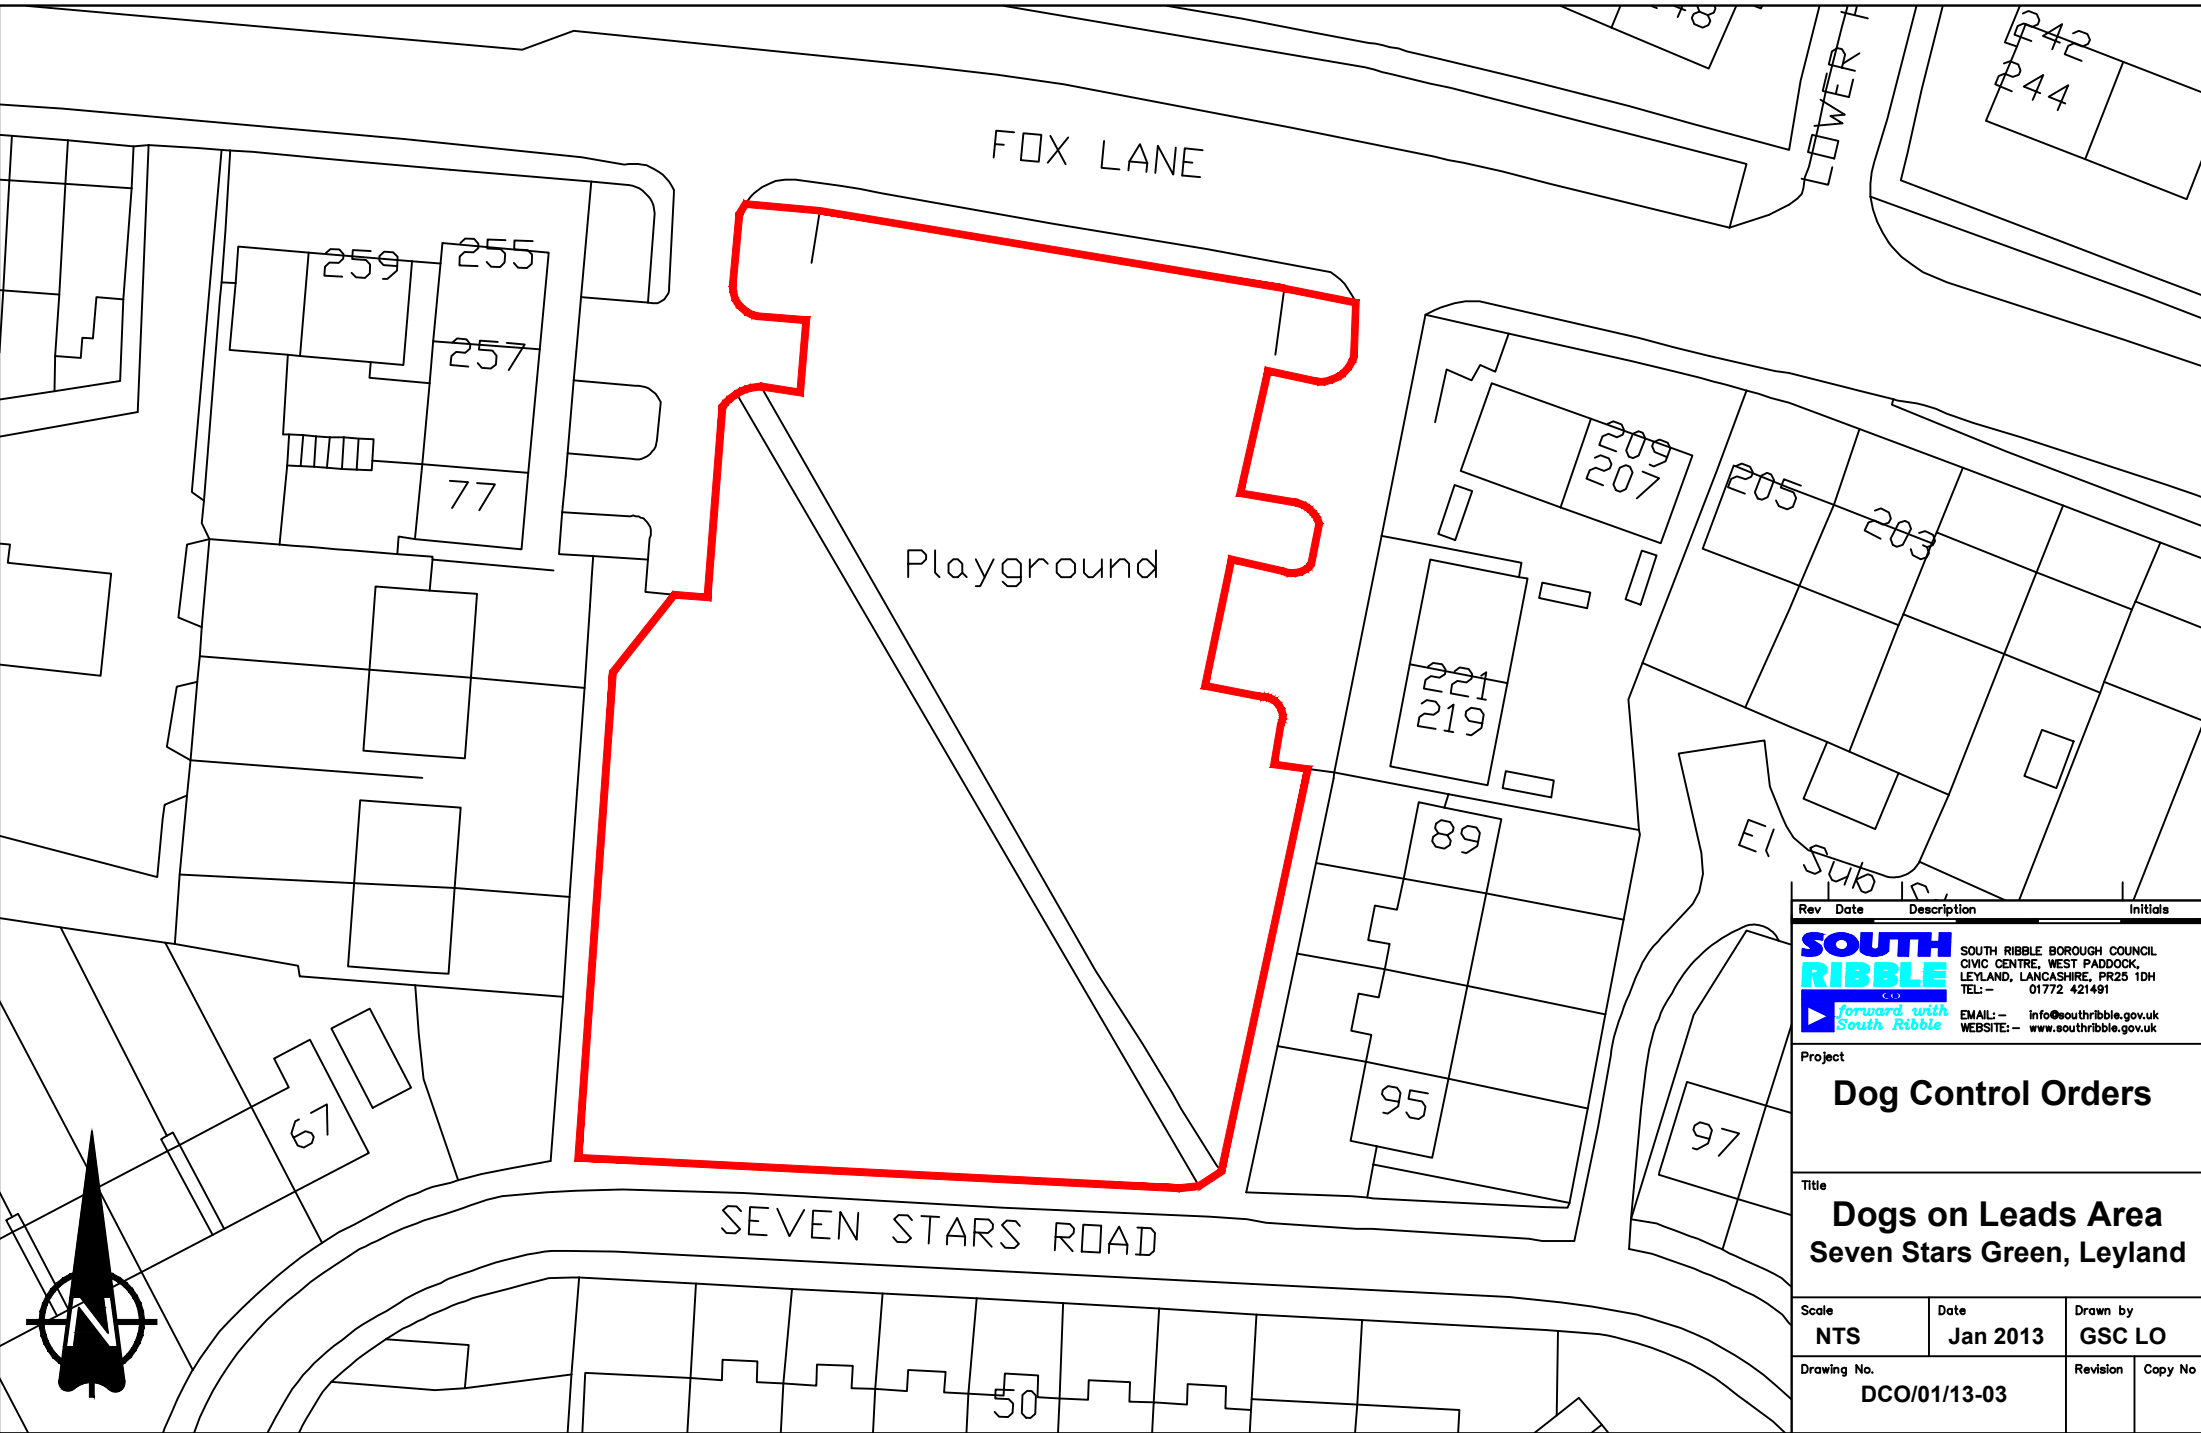 242
244
FOX LANE
259
255
257
77
Playground
209
207
205
203
221
219
89
95
97
67
50
SEVEN STARS ROAD
N
Rev Date Description Initials
SOUTH
RIBBLE
forward with
South Ribble
SOUTH RIBBLE BOROUGH COUNCIL
CIVIC CENTRE, WEST PADDOCK,
LEYLAND, LANCASHIRE, PR25 1DH
TEL:- 01772 421491
EMAIL:- info@southribble.gov.uk
WEBSITE:- www.southribble.gov.uk
Project
Dog Control Orders
Title
Dogs on Leads Area
Seven Stars Green, Leyland
Scale
NTS
Date
Jan 2013
Drawn by
GSC LO
Drawing No.
DCO/01/13-03
Revision
Copy No
LOWER
El Sub